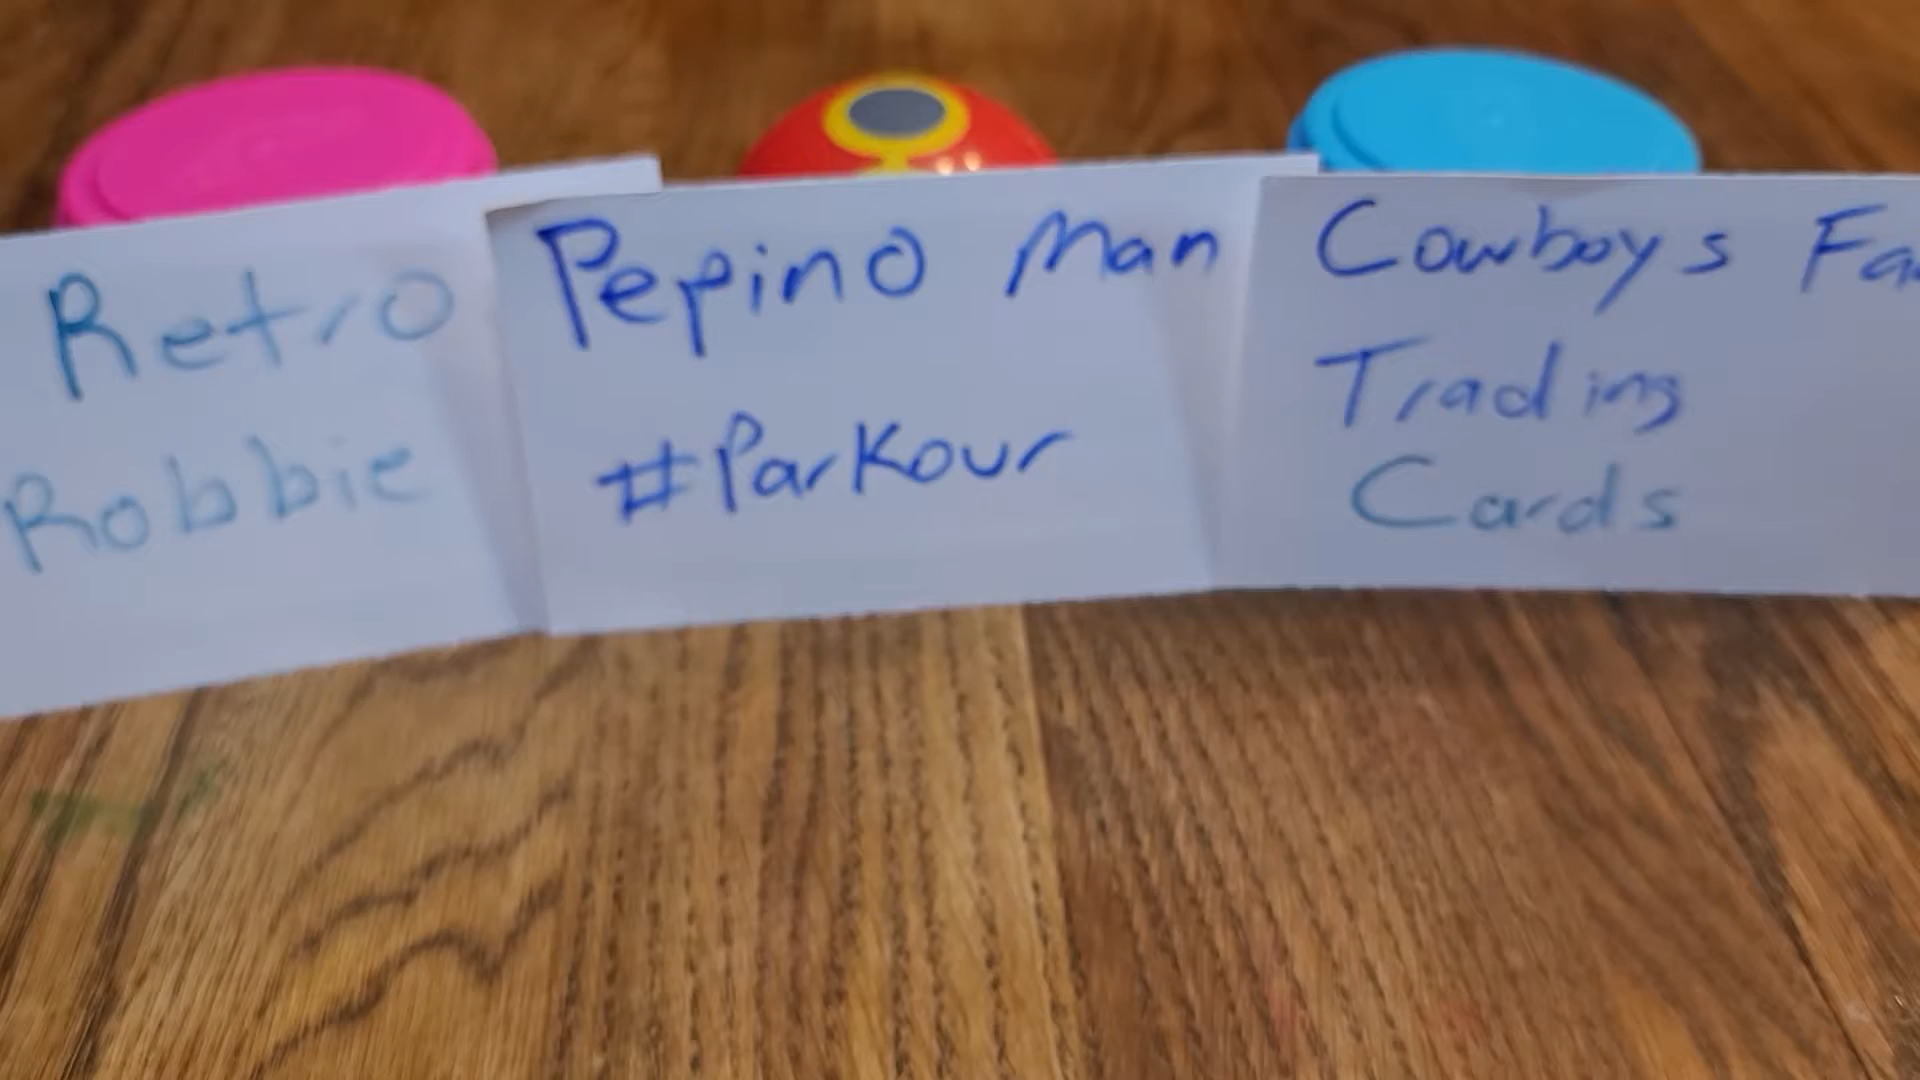 Retro
Robbie
Pepino Man
#Parkour
Cowboys
Trading
Cards